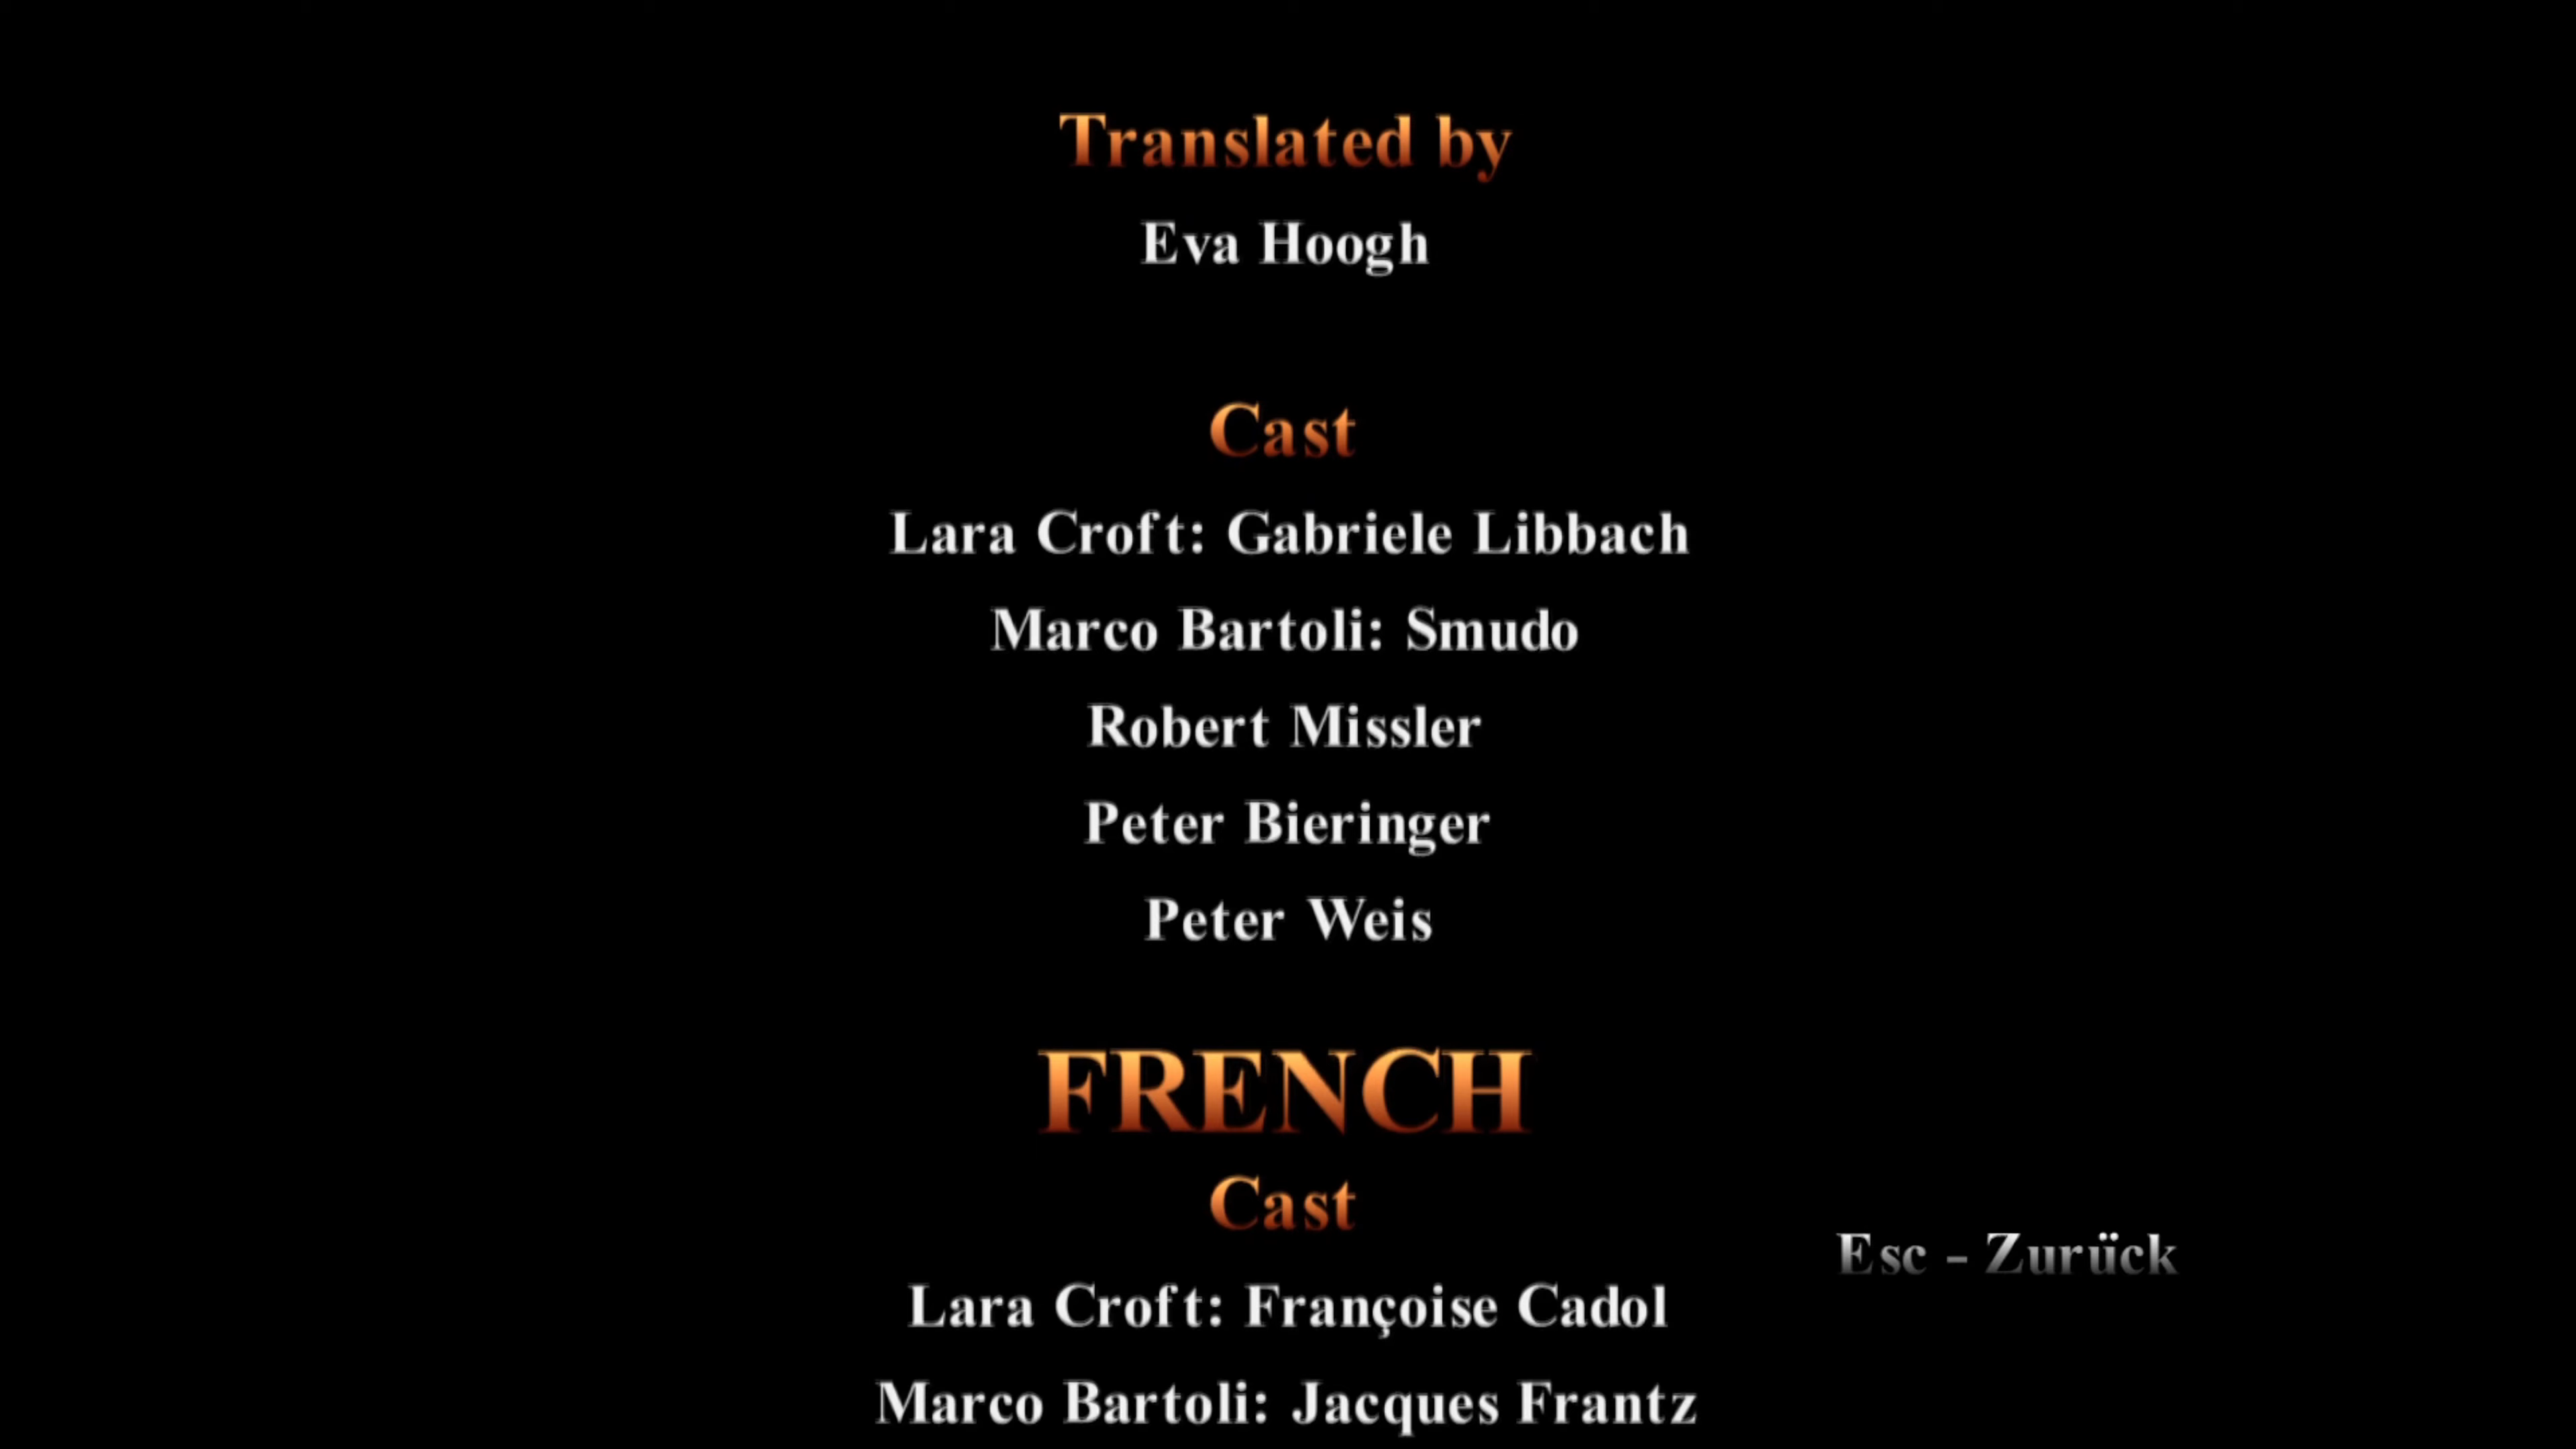 Translated by
Eva Hoogh
Cast
Lara Croft: Gabriele Libbach
Marco Bartoli: Smudo
Robert Missler
Peter Bieringer
Peter Weis
FRENCH
Cast
Esc - Zurück
Lara Croft: Françoise Cadol
Marco Bartoli: Jacques Frantz